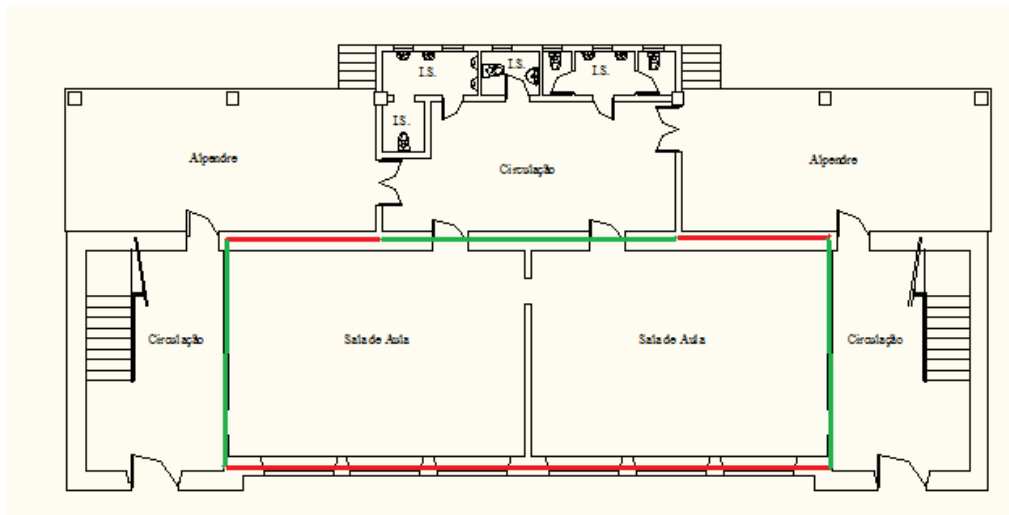 I.S.
I.S.
I.S.
I.S.
Alpendre
Circulação
Alpendre
Circulação
Sala de Aula
Sala de Aula
Circulação